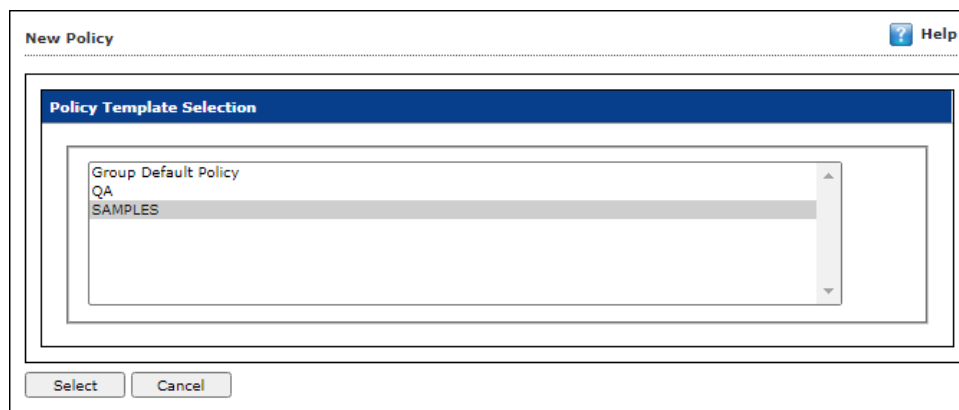 New Policy
? Help
Policy Template Selection
Group Default Policy
QA
SAMPLES
Select Cancel